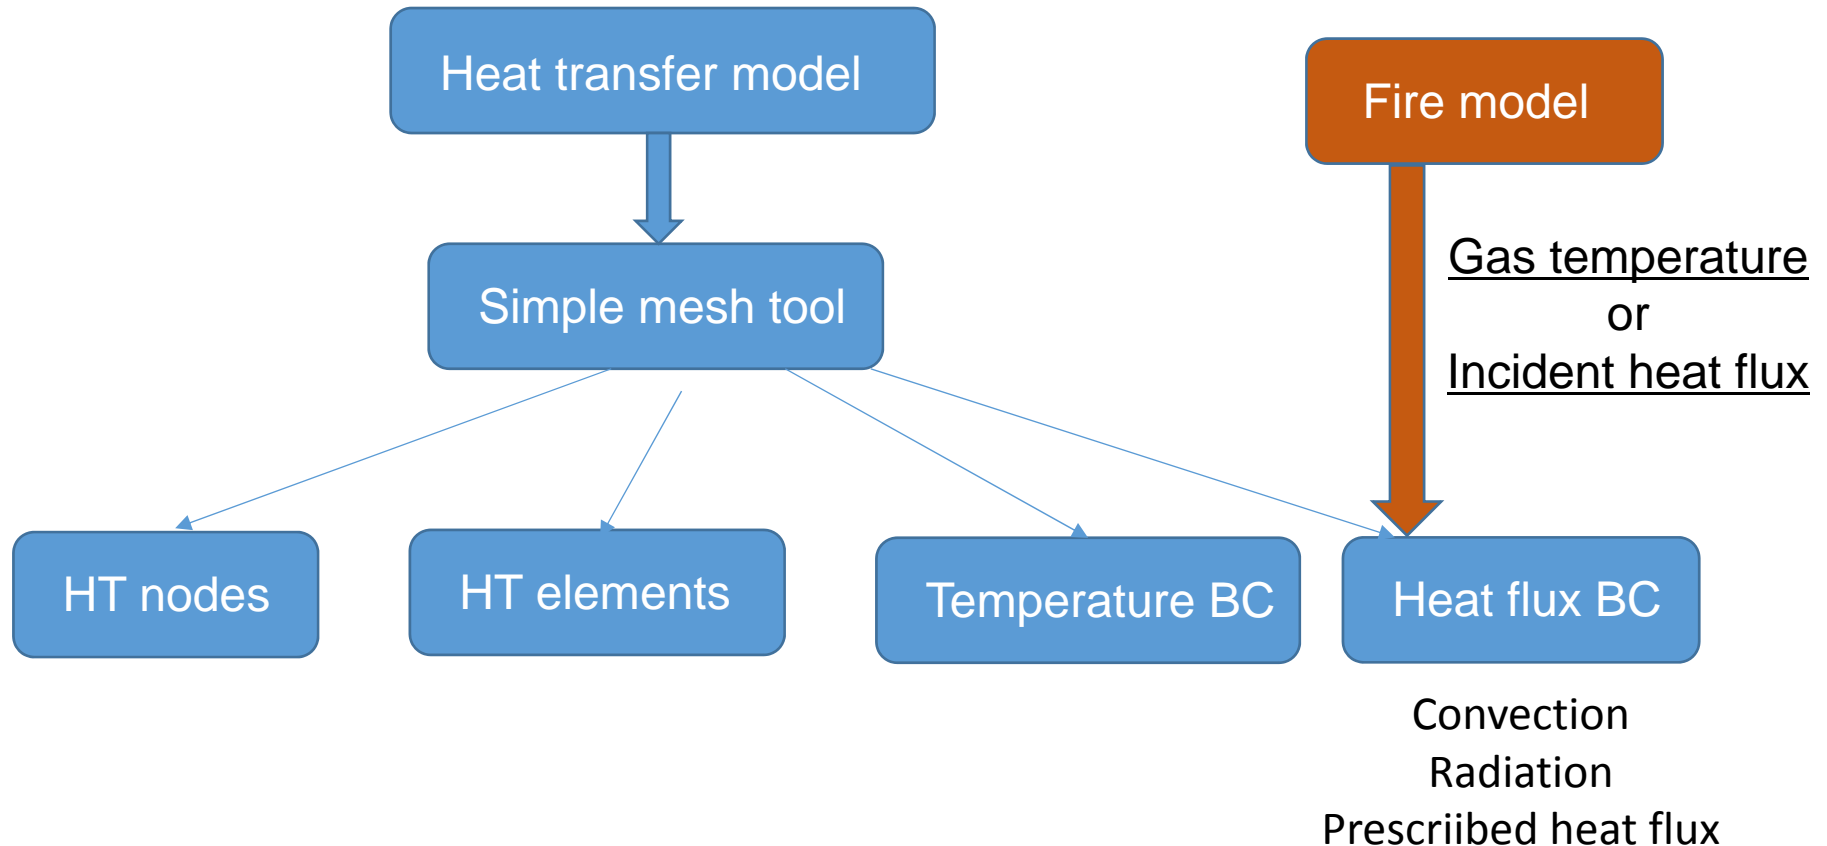 Heat transfer model
Fire model
Gas temperature
or
Incident heat flux
Simple mesh tool
HT nodes
HT elements
Temperature BC
Heat flux BC
Convection
Radiation
Prescriibed heat flux